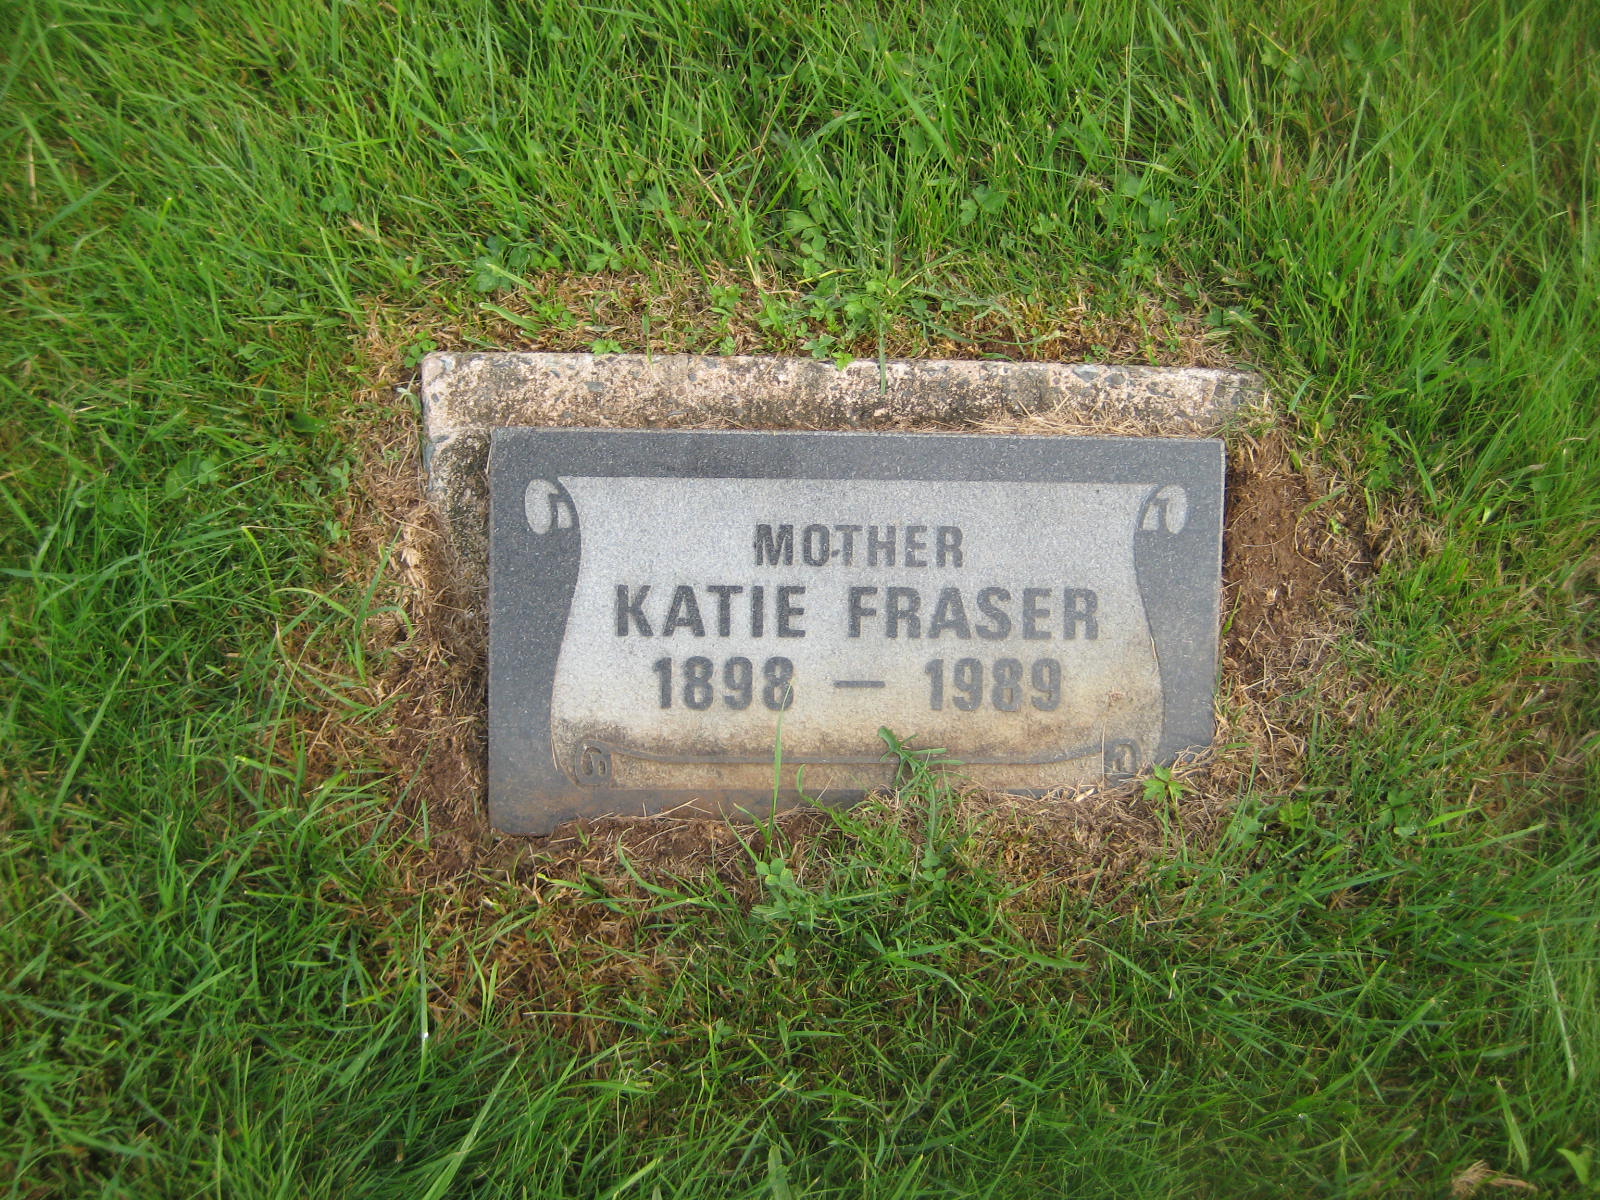 MOTHER
KATIE FRASER
1898 — 1989